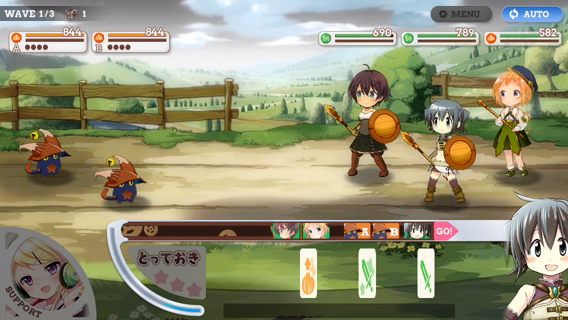 WAVE 1/3 1
MENU
AUTO
844
844
690
789
582
A
B
A
B
GO!
とっておき
SUPPORT